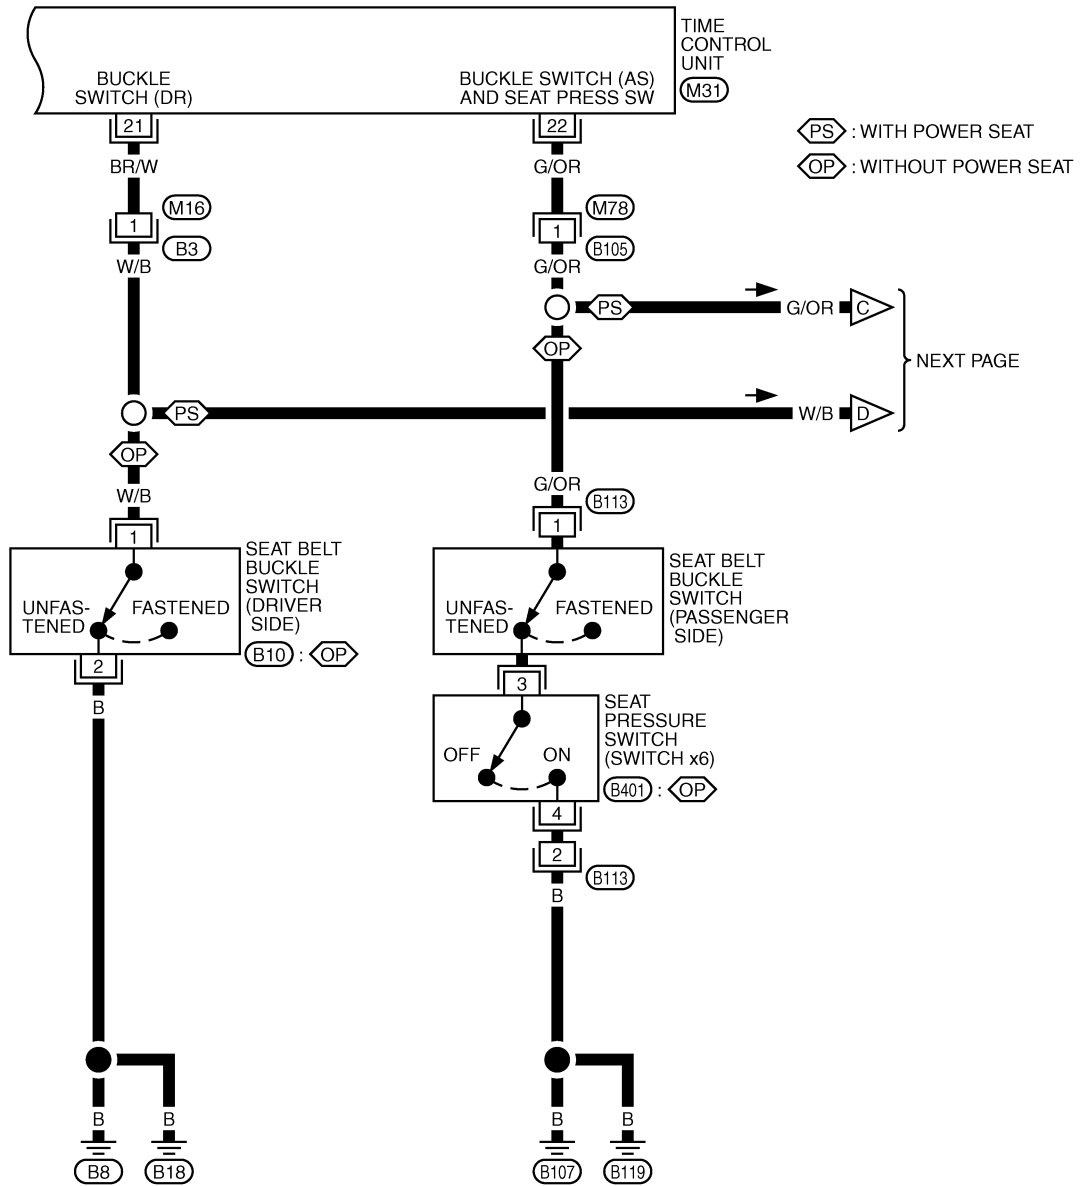 TIME
CONTROL
UNIT
M31
BUCKLE
SWITCH (DR)
BUCKLE SWITCH (AS)
AND SEAT PRESS SW
21
22
PS : WITH POWER SEAT
OP : WITHOUT POWER SEAT
BR/W
G/OR
M16
M78
1
1
B3
B105
W/B
G/OR
PS
G/OR
C
OP
NEXT PAGE
PS
W/B
D
OP
W/B
G/OR
B113
1
1
SEAT BELT
BUCKLE
SWITCH
(DRIVER
SIDE)
UNFAS-
TENED
FASTENED
B10 : OP
SEAT BELT
BUCKLE
SWITCH
(PASSENGER
SIDE)
UNFAS-
TENED
FASTENED
2
3
B
SEAT
PRESSURE
SWITCH
(SWITCH x6)
OFF
ON
B401 : OP
4
2
B113
B
B
B
B
B
B8
B18
B107
B119